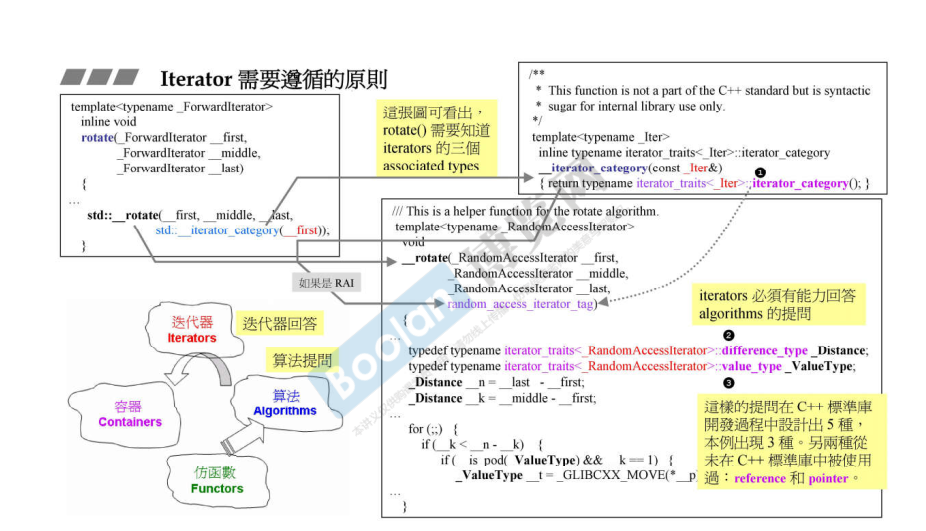 Iterator 需要遵循的原則
template<typename _ForwardIterator>
inline void
rotate(_ForwardIterator __first,
_ForwardIterator __middle,
_ForwardIterator __last)
{
...
std::__rotate(__first, __middle, __last,
std::__iterator_category(__first));
}
這張圖可看出，
rotate() 需要知道
iterators 的三個
associated types
/**
* This function is not a part of the C++ standard but is syntactic
* sugar for internal library use only.
*/
template<typename _Iter>
inline typename iterator_traits<_Iter>::iterator_category
__iterator_category(const _Iter&)
❶
{ return typename iterator_traits<_Iter>::iterator_category(); }
/// This is a helper function for the rotate algorithm.
template<typename _RandomAccessIterator>
void
__rotate(_RandomAccessIterator __first,
_RandomAccessIterator __middle,
_RandomAccessIterator __last,
random_access_iterator_tag)
{
...
❷
typedef typename iterator_traits<_RandomAccessIterator>::difference_type _Distance;
typedef typename iterator_traits<_RandomAccessIterator>::value_type _ValueType;
❸
_Distance __n = __last - __first;
_Distance __k = __middle - __first;
...
for (;;) {
if (__k < __n - __k) {
if (__is_pod(_ValueType) && __k == 1) {
_ValueType __t = _GLIBCXX_MOVE(*__p)
...
}
如果是 RAI
iterators 必須有能力回答
algorithms 的提問
這樣的提問在 C++ 標準庫
開發過程中設計出 5 種，
本例出現 3 種。另兩種從
未在 C++ 標準庫中被使用
過：reference 和 pointer。
迭代器
Iterators
迭代器回答
算法提問
容器
Containers
算法
Algorithms
仿函數
Functors
Boolan 博覽网